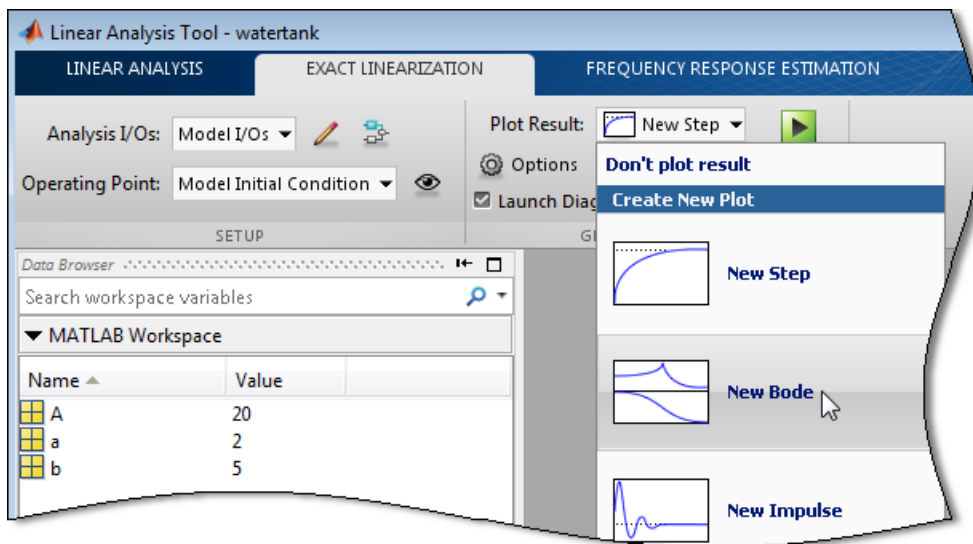 Linear Analysis Tool - watertank
LINEAR ANALYSIS
EXACT LINEARIZATION
FREQUENCY RESPONSE ESTIMATION
Analysis I/Os: Model I/Os
Operating Point: Model Initial Condition
SETUP
Plot Result: New Step
Options
Launch Diag
Don't plot result
Create New Plot
New Step
New Bode
New Impulse
Data Browser
Search workspace variables
MATLAB Workspace
Name Value
A 20
a 2
b 5